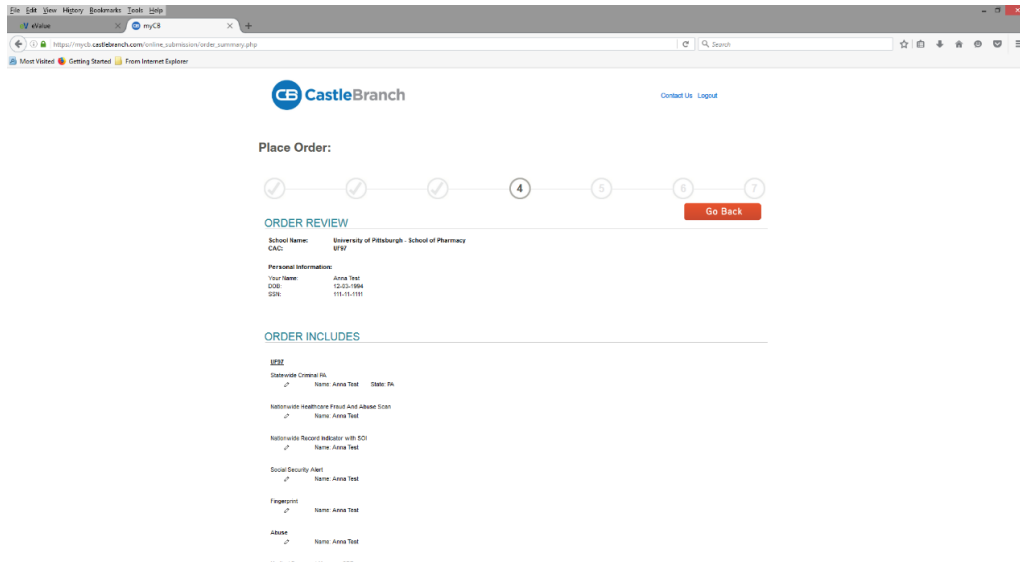 File Edit View History Bookmarks Tools Help
eValue
myCB
https://mycb.castlebranch.com/online_submission/order_summary.php
Search
Most Visited Getting Started From Internet Explorer
CB CastleBranch
Contact Us Logout
Place Order:
4 5 6 7
Go Back
ORDER REVIEW
School Name: University of Pittsburgh - School of Pharmacy
CAC: UF97
Personal Information:
Your Name: Anna Test
DOB: 12-03-1994
SSN: 111-11-1111
ORDER INCLUDES
UF97
Statewide Criminal PA
Name: Anna Test State: PA
Nationwide Healthcare Fraud And Abuse Scan
Name: Anna Test
Nationwide Record Indicator with SOI
Name: Anna Test
Social Security Alert
Name: Anna Test
Fingerprint
Name: Anna Test
Abuse
Name: Anna Test